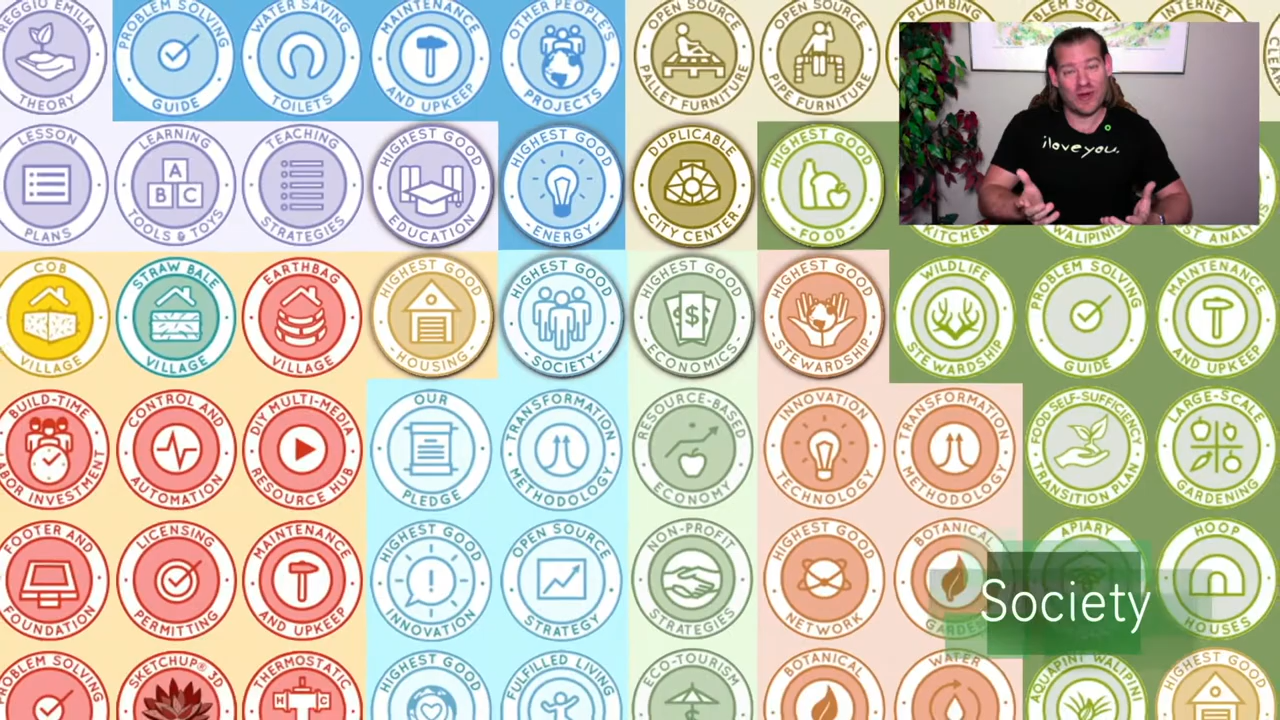 REGGIO EMILIA THEORY
PROBLEM SOLVING GUIDE
WATER SAVING TOILETS
MAINTENANCE AND UPKEEP
OTHER PEOPLE'S PROJECTS
OPEN SOURCE PALLET FURNITURE
OPEN SOURCE PIPE FURNITURE
PLUMBING
PROBLEM SOLVING
INTERNET
LESSON PLANS
LEARNING TOOLS & TOYS
A
B C
TEACHING STRATEGIES
HIGHEST GOOD EDUCATION
HIGHEST GOOD -ENERGY-
DUPLICABLE CITY CENTER
HIGHEST GOOD -FOOD-
KITCHEN
WALIPINIS
i love you.
COB VILLAGE
STRAW BALE VILLAGE
EARTHBAG VILLAGE
HIGHEST GOOD HOUSING
HIGHEST GOOD -SOCIETY-
HIGHEST GOOD ECONOMICS
$ $ $
HIGHEST GOOD STEWARDSHIP
WILDLIFE STEWARDSHIP
PROBLEM SOLVING GUIDE
MAINTENANCE AND UPKEEP
BUILD-TIME LABOR INVESTMENT
CONTROL AND AUTOMATION
DIY MULTI-MEDIA RESOURCE HUB
OUR PLEDGE
TRANSFORMATION METHODOLOGY
RESOURCE-BASED ECONOMY
INNOVATION TECHNOLOGY
TRANSFORMATION METHODOLOGY
FOOD SELF-SUFFICIENCY TRANSITION PLAN
LARGE-SCALE GARDENING
FOOTER AND FOUNDATION
LICENSING PERMITTING
MAINTENANCE AND UPKEEP
HIGHEST GOOD INNOVATION
OPEN SOURCE STRATEGY
NON-PROFIT STRATEGIES
HIGHEST GOOD NETWORK
BOTANICAL GARDEN
APIARY
HOOP HOUSES
Society
PROBLEM SOLVING
SKETCHUP® 3D
THERMOSTATIC
H C
HIGHEST GOOD
FULFILLED LIVING
ECO-TOURISM
BOTANICAL
WATER
AQUAPINI WALIPINI
HIGHEST GOOD